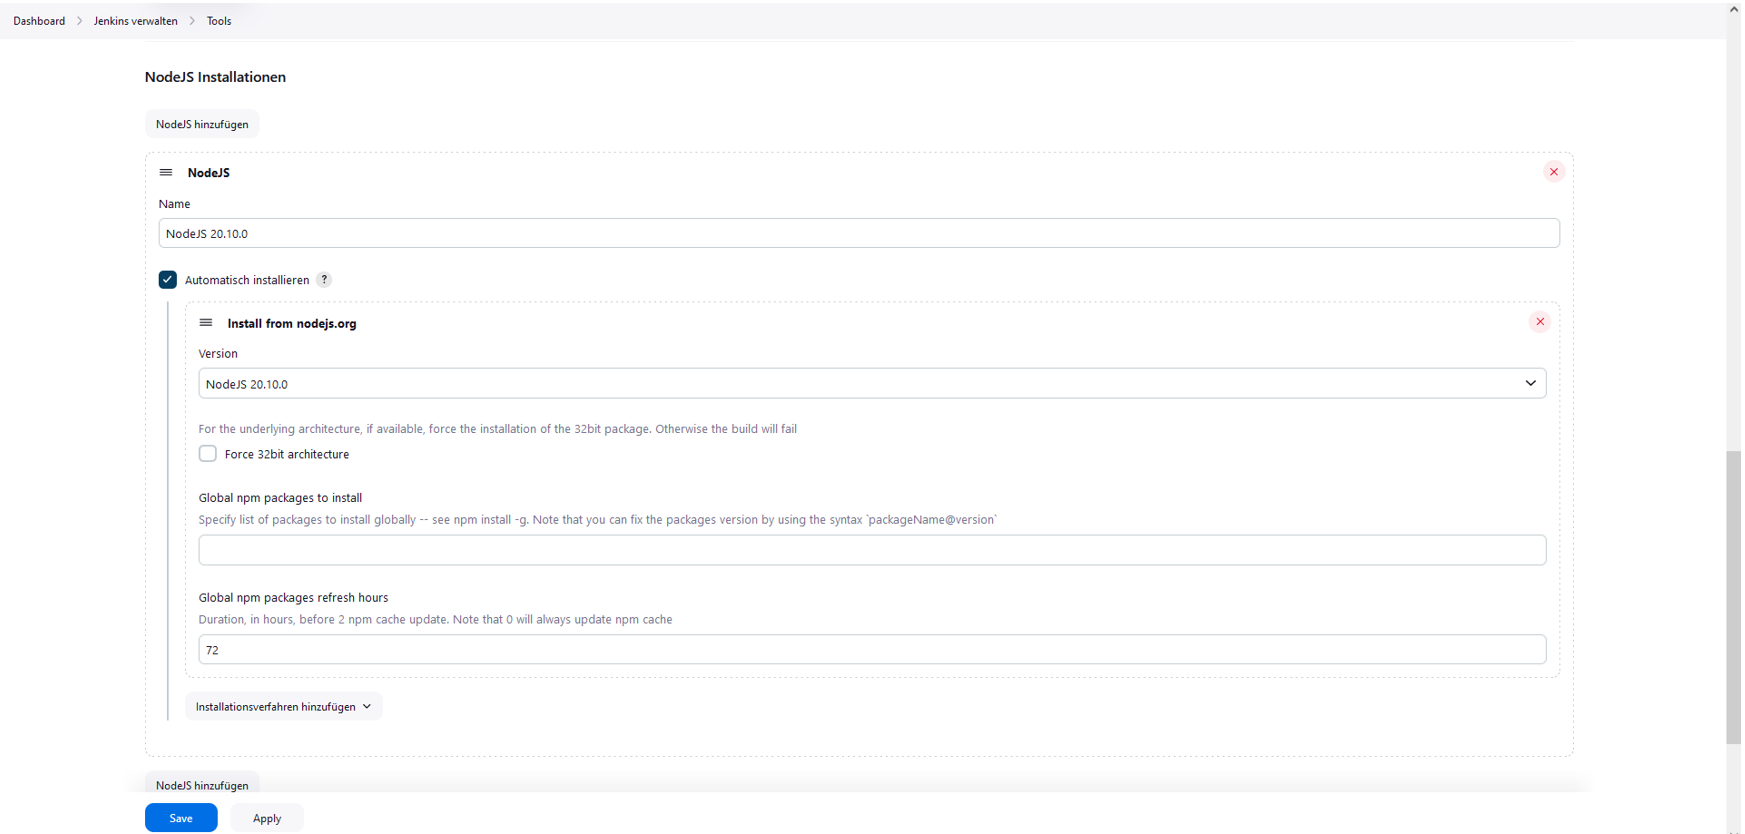 Dashboard > Jenkins verwalten > Tools
NodeJS Installationen
NodeJS hinzufügen
NodeJS
Name
NodeJS 20.10.0
Automatisch installieren ?
Install from nodejs.org
Version
NodeJS 20.10.0
For the underlying architecture, if available, force the installation of the 32bit package. Otherwise the build will fail
Force 32bit architecture
Global npm packages to install
Specify list of packages to install globally -- see npm install -g. Note that you can fix the packages version by using the syntax `packageName@version`
Global npm packages refresh hours
Duration, in hours, before 2 npm cache update. Note that 0 will always update npm cache
72
Installationsverfahren hinzufügen
NodeJS hinzufügen
Save Apply